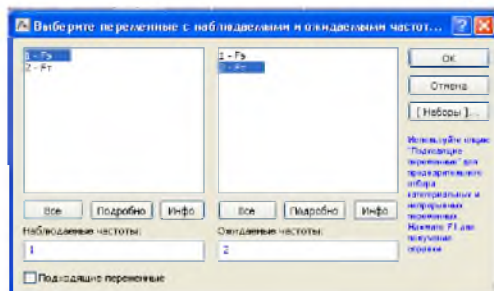 Выберите переменные с наблюдаемыми и ожидаемыми частот...
1 - Fэ
2 - Fт
1 - Fэ
2 - Fт
OK
Отмена
[ Наборы ]...
Используйте опцию
"Подходящие
переменные" для
предварительного
отбора
категориальных и
непрерывных
переменных.
Нажмите F1 для
получения
справки
Все
Подробно
Инфо
Все
Подробно
Инфо
Наблюдаемые частоты:
Ожидаемые частоты:
1
2
Подходящие переменные